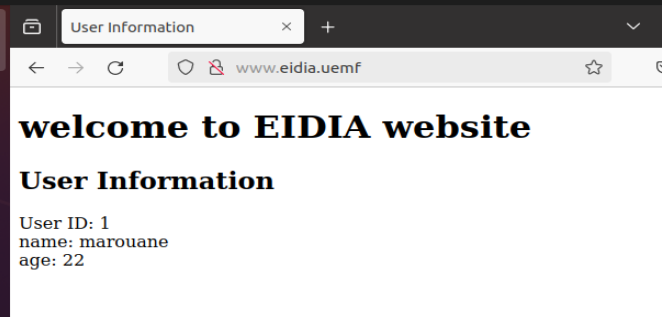 User Information
www.eidia.uemf
welcome to EIDIA website
User Information
User ID: 1
name: marouane
age: 22